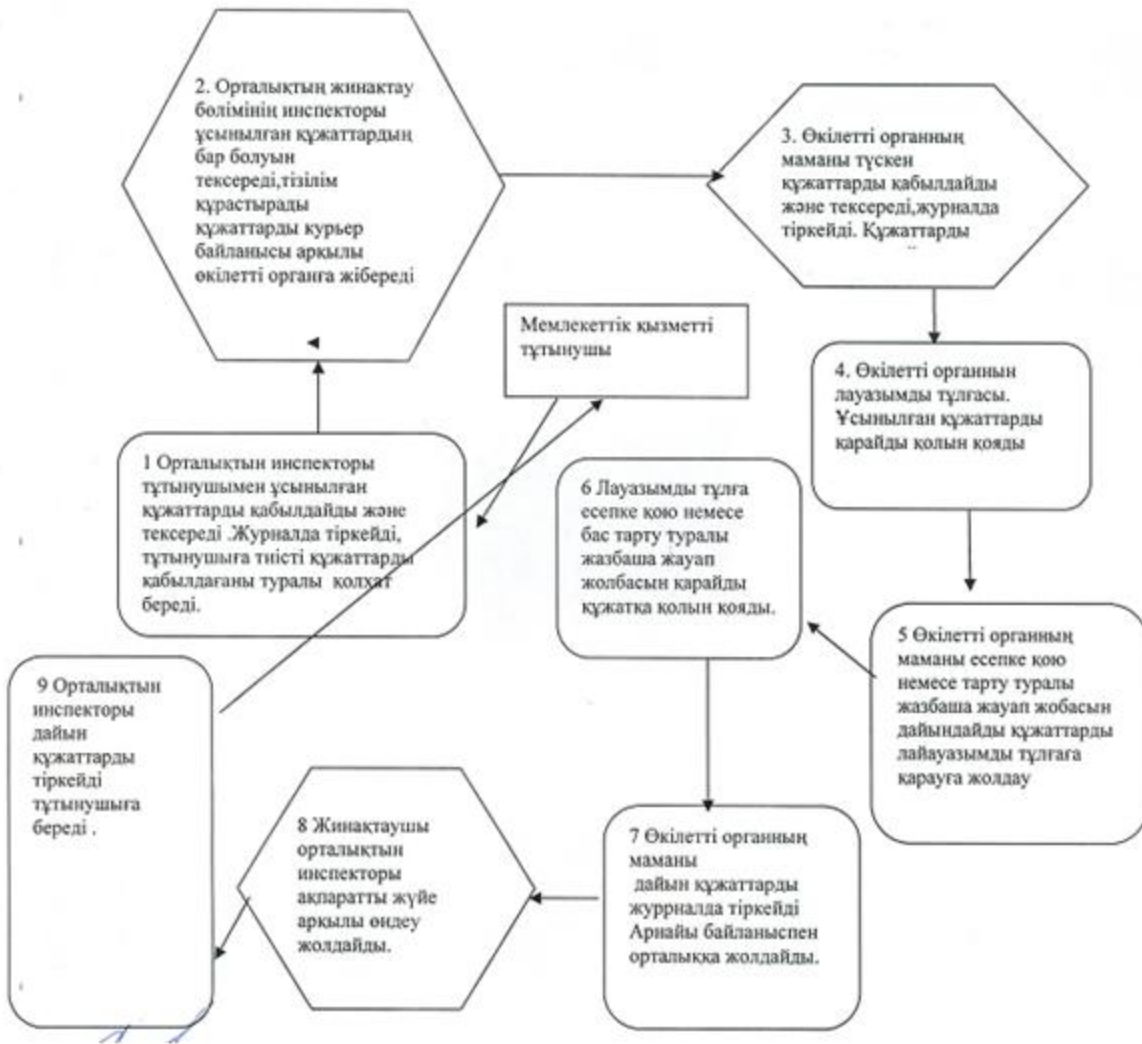 2. Орталықтың жинақтау
бөлімінің инспекторы
ұсынылған құжаттардың
бар болуын
тексереді,тізілім
құрастырады
құжаттарды курьер
байланысы арқылы
өкілетті органға жібереді
3. Өкілетті органның
маманы түскен
құжаттарды қабылдайды
және тексереді,журналда
тіркейді. Құжаттарды
Мемлекеттік қызметті
тұтынушы
4. Өкілетті органнын
лауазымды тұлғасы.
Ұсынылған құжаттарды
қарайды қолын қояды
1 Орталықтын инспекторы
тұтынушымен ұсынылған
құжаттарды қабылдайды және
тексереді .Журналда тіркейді,
тұтынушыға тністі құжаттарды
қабылдағаны туралы қолхат
береді.
6 Лауазымды тұлға
есепке қою немесе
бас тарту туралы
жазбаша жауап
жолбасын қарайды
құжатқа қолын қояды.
5 Өкілетті органның
маманы есепке қою
немесе тарту туралы
жазбаша жауап жобасын
дайындайды құжаттарды
лайауазымды тұлғаға
қарауға жолдау
9 Орталықтын
инспекторы
дайын
құжаттарды
тіркейді
тұтынушыға
береді .
8 Жинақтаушы
орталықтын
инспекторы
ақпаратты жүйе
арқылы өндеу
жолдайды.
7 Өкілетті органның
маманы
дайын құжаттарды
журрналда тіркейді
Арнайы байланыспен
орталыққа жолдайды.